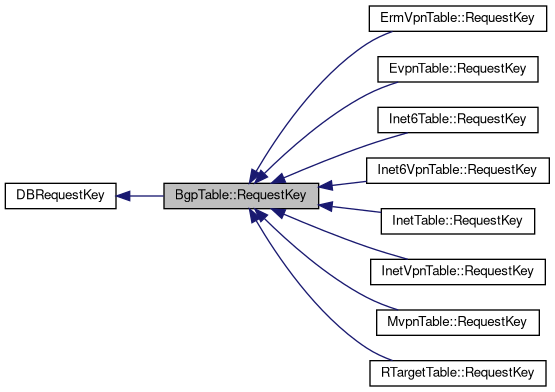 ErmVpnTable::RequestKey
EvpnTable::RequestKey
Inet6Table::RequestKey
Inet6VpnTable::RequestKey
DBRequestKey
BgpTable::RequestKey
InetTable::RequestKey
InetVpnTable::RequestKey
MvpnTable::RequestKey
RTargetTable::RequestKey